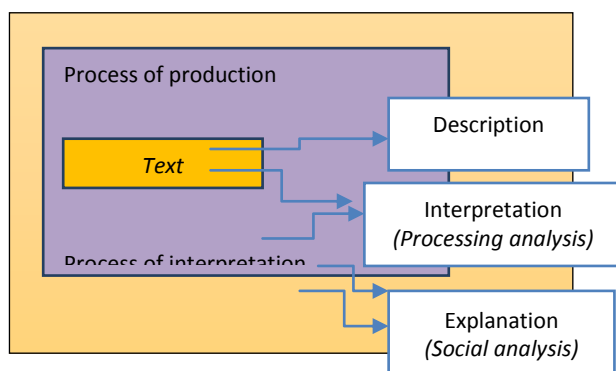 Process of production
Description
Text
Interpretation
(Processing analysis)
Process of interpretation
Explanation
(Social analysis)